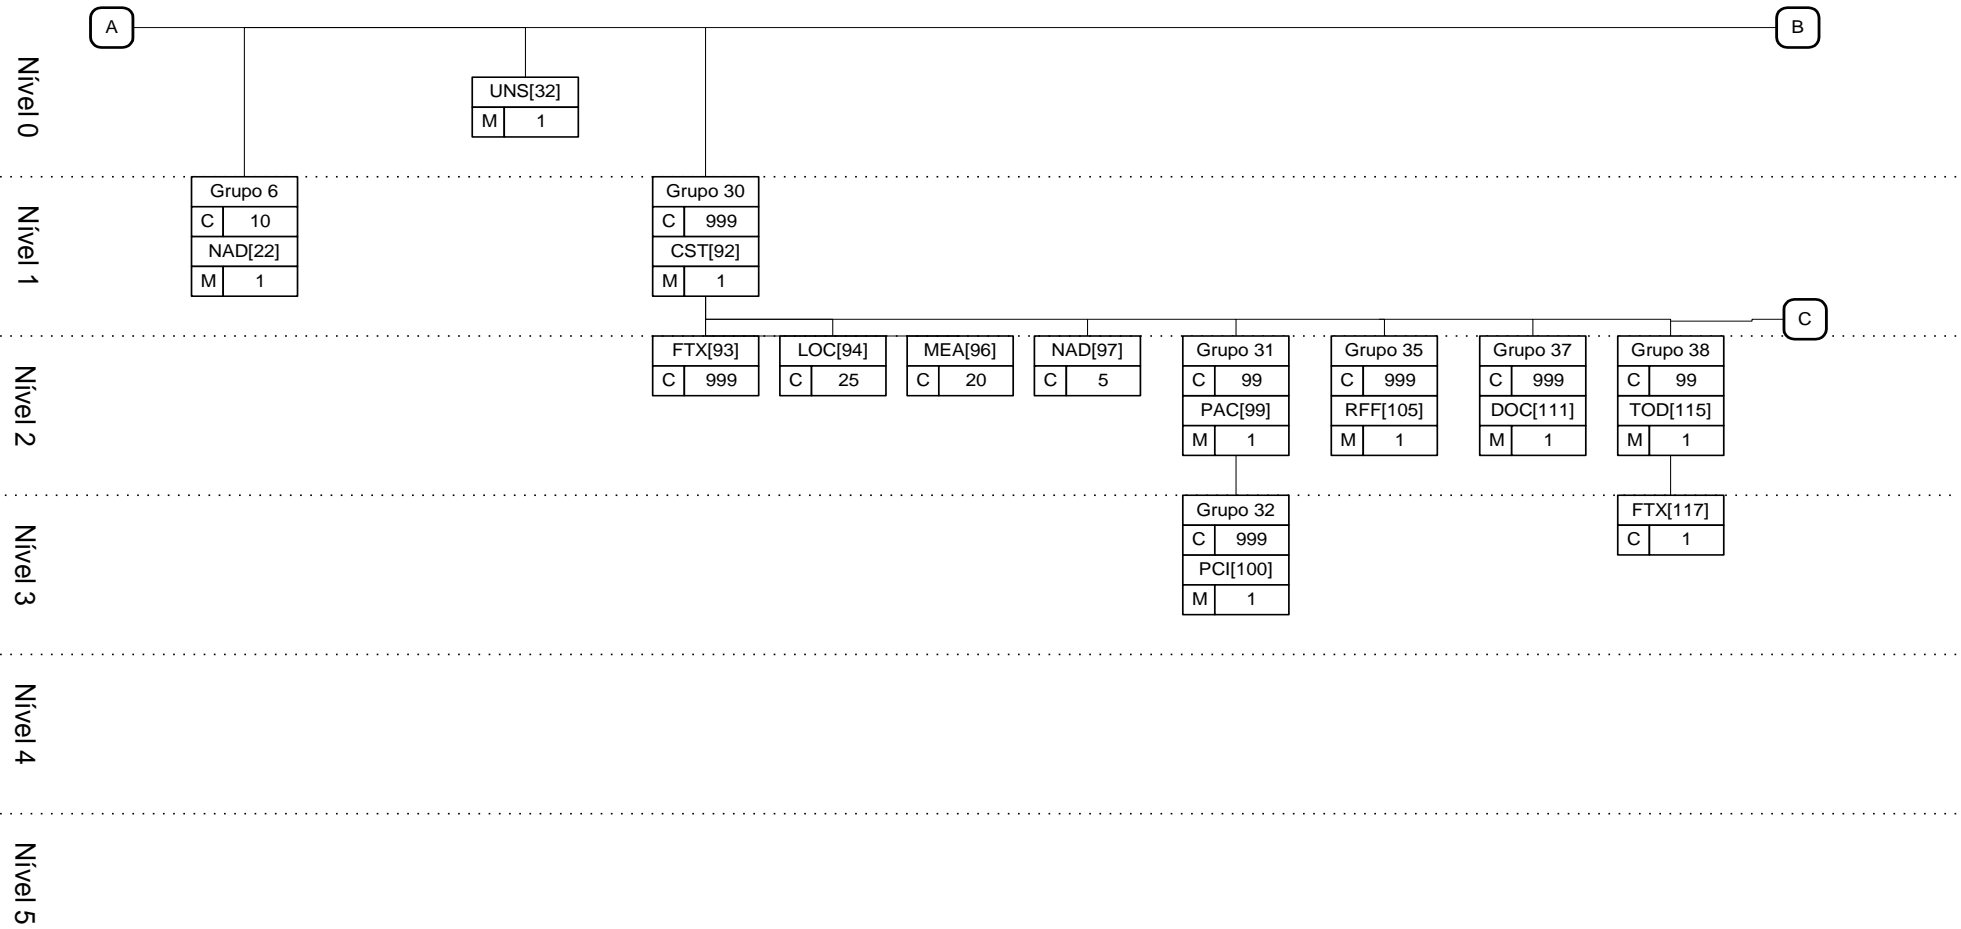 A
B
Nível 0
UNS[32]
M 1
Nível 1
Grupo 6
C 10
NAD[22]
M 1
Grupo 30
C 999
CST[92]
M 1
C
Nível 2
FTX[93]
C 999
LOC[94]
C 25
MEA[96]
C 20
NAD[97]
C 5
Grupo 31
C 99
PAC[99]
M 1
Grupo 35
C 999
RFF[105]
M 1
Grupo 37
C 999
DOC[111]
M 1
Grupo 38
C 99
TOD[115]
M 1
Nível 3
Grupo 32
C 999
PCI[100]
M 1
FTX[117]
C 1
Nível 4
Nível 5